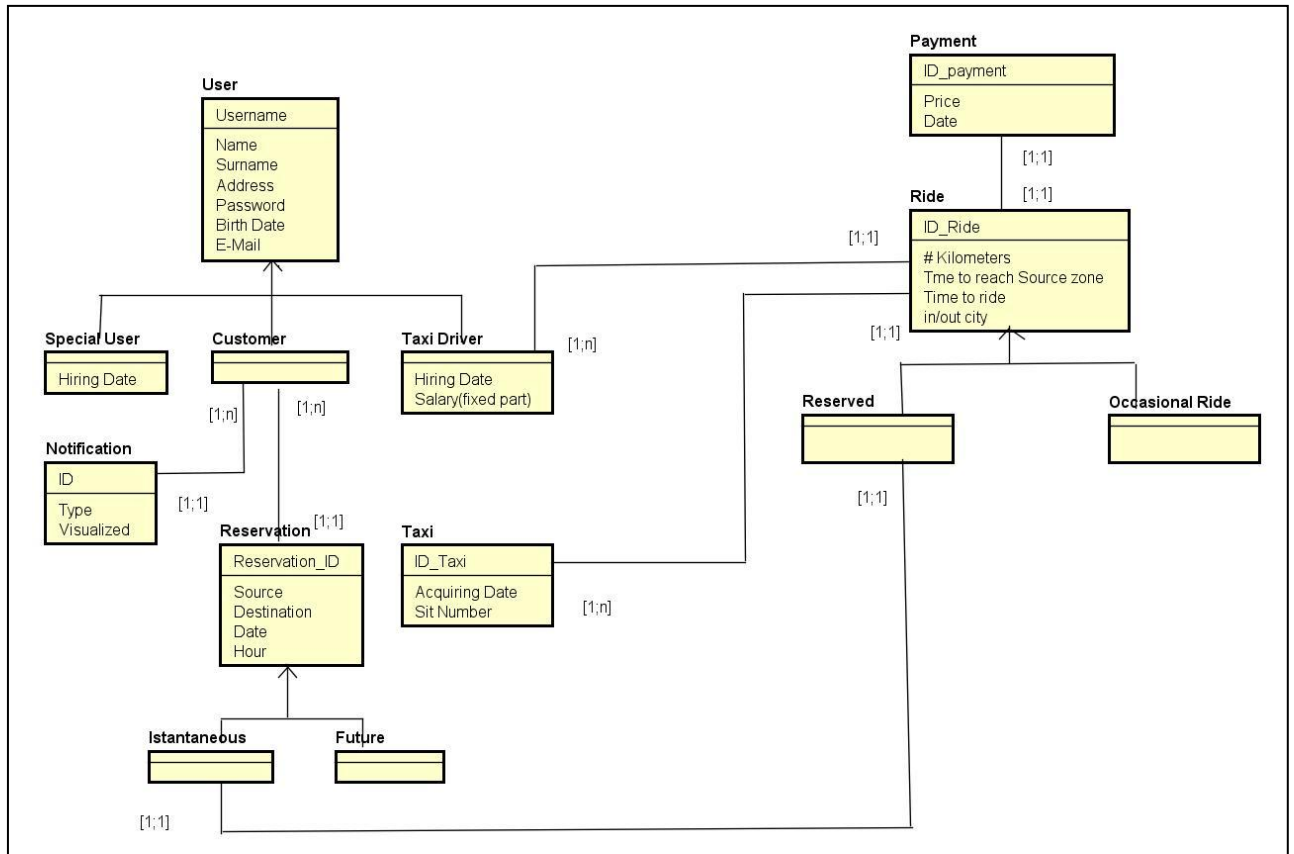 User
Username
Name
Surname
Address
Password
Birth Date
E-Mail
Payment
ID_payment
Price
Date
[1;1]
[1;1]
Ride
ID_Ride
# Kilometers
Tme to reach Source zone
Time to ride
in/out city
[1;1]
[1;1]
[1;n]
Special User
Hiring Date
Customer
[1;n]
[1;n]
Taxi Driver
Hiring Date
Salary(fixed part)
Reserved
Occasional Ride
[1;1]
Notification
ID
Type
Visualized
[1;1]
[1;1]
Reservation
Reservation_ID
Source
Destination
Date
Hour
Taxi
ID_Taxi
Acquiring Date
Sit Number
[1;n]
Istantaneous
Future
[1;1]